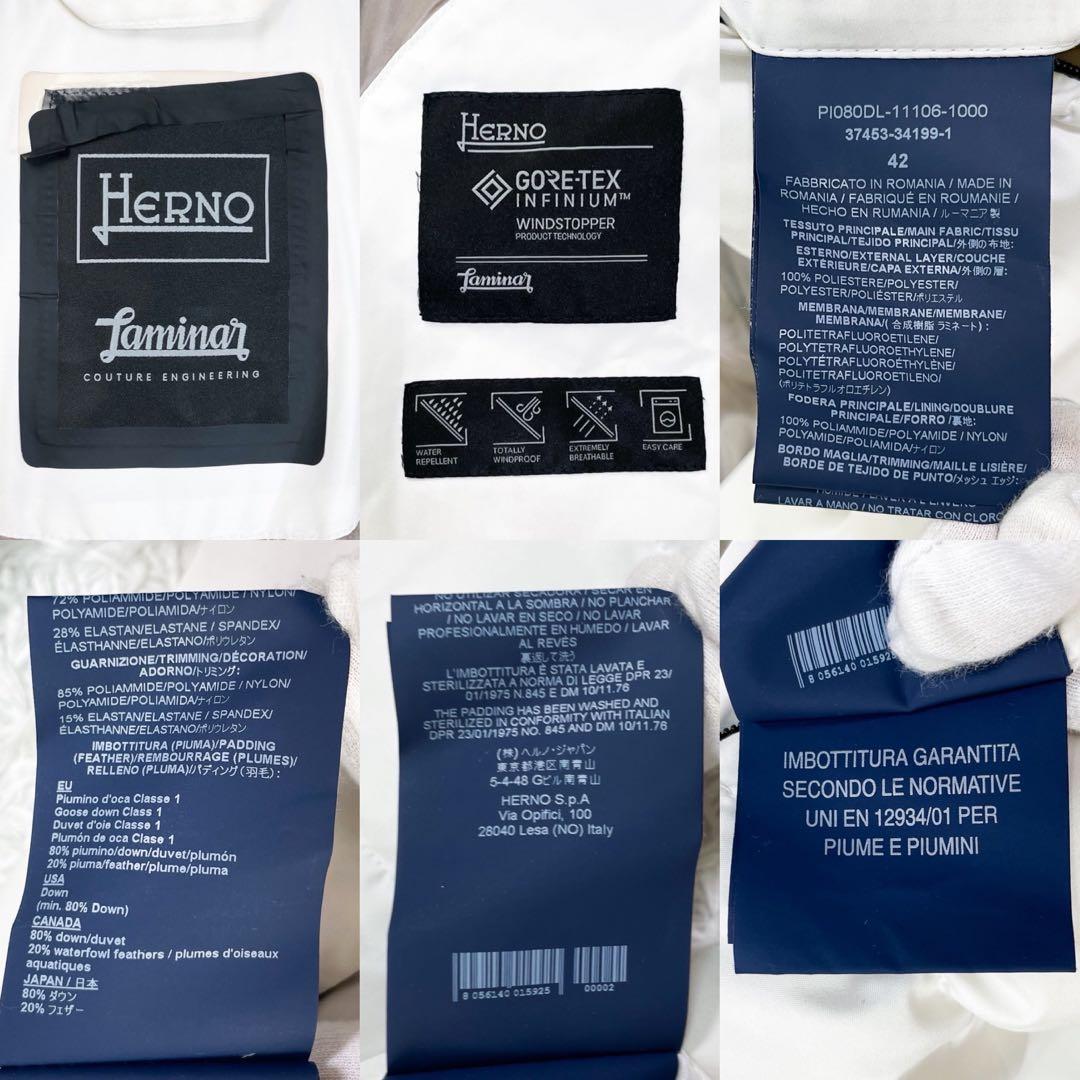 HERNO
Laminar
COUTURE ENGINEERING
HERNO
GORE-TEX
INFINIUM™
WINDSTOPPER
PRODUCT TECHNOLOGY
Laminar
WATER
REPELLENT
TOTALLY
WINDPROOF
EXTREMELY
BREATHABLE
EASY CARE
PI080DL-11106-1000
37453-34199-1
42
FABBRICATO IN ROMANIA / MADE IN
ROMANIA / FABRIQUÉ EN ROUMANIE /
HECHO EN RUMANIA / ルーマニア製
TESSUTO PRINCIPALE/MAIN FABRIC/TISSU
PRINCIPAL/TEJIDO PRINCIPAL/外側の布地:
ESTERNO/EXTERNAL LAYER/COUCHE
EXTÉRIEURE/CAPA EXTERNA/外側の層:
100% POLIESTERE/POLYESTER/
POLYESTER/POLIÉSTER/ポリエステル
MEMBRANA/MEMBRANE/MEMBRANE/
MEMBRANA/( 合成樹脂 ラミネート) :
POLITETRAFLUOROETILENE/
POLYTETRAFLUOROETHYLENE/
POLYTÉTRAFLUOROÉTHYLÈNE/
POLITETRAFLUOROETILENO/
(ポリテトラフルオロエチレン)
FODERA PRINCIPALE/LINING/DOUBLURE
PRINCIPALE/FORRO /裏地:
100% POLIAMMIDE/POLYAMIDE / NYLON/
POLYAMIDE/POLIAMIDA/ナイロン
BORDO MAGLIA/TRIMMING/MAILLE LISIÈRE/
BORDE DE TEJIDO DE PUNTO/メッシュ エッジ:
HUMIDE / LAVER À L'ENVERS
LAVAR A MANO / NO TRATAR CON CLORO
72% POLIAMMIDE/POLYAMIDE / NYLON/
POLYAMIDE/POLIAMIDA/ナイロン
28% ELASTAN/ELASTANE / SPANDEX/
ÉLASTHANNE/ELASTANO/ポリウレタン
GUARNIZIONE/TRIMMING/DÉCORATION/
ADORNO/トリミング:
85% POLIAMMIDE/POLYAMIDE / NYLON/
POLYAMIDE/POLIAMIDA/ナイロン
15% ELASTAN/ELASTANE / SPANDEX/
ÉLASTHANNE/ELASTANO/ポリウレタン
IMBOTTITURA (PIUMA)/PADDING
(FEATHER)/REMBOURRAGE (PLUMES)/
RELLENO (PLUMA)/パディング (羽毛):
EU
Piumino d'oca Classe 1
Goose down Class 1
Duvet d'oie Classe 1
Plumón de oca Clase 1
80% piumino/down/duvet/plumón
20% piuma/feather/plume/pluma
USA
Down
(min. 80% Down)
CANADA
80% down/duvet
20% waterfowl feathers / plumes d'oiseaux
aquatiques
JAPAN / 日本
80% ダウン
20% フェザー
NO UTILIZAR SECADORA / SECAR EN
HORIZONTAL A LA SOMBRA / NO PLANCHAR
/ NO LAVAR EN SECO / NO LAVAR
PROFESIONALMENTE EN HUMEDO / LAVAR
AL REVÉS
裏返して洗う
L'IMBOTTITURA È STATA LAVATA E
STERILIZZATA A NORMA DI LEGGE DPR 23/
01/1975 N.845 E DM 10/11.76
THE PADDING HAS BEEN WASHED AND
STERILIZED IN CONFORMITY WITH ITALIAN
DPR 23/01/1975 NO. 845 AND DM 10/11.76
(株) ヘルノ・ジャパン
東京都港区南青山
5-4-48 Gビル南青山
HERNO S.p.A
Via Opifici, 100
28040 Lesa (NO) Italy
8 056140 015925
00002
8 056140 015925
IMBOTTITURA GARANTITA
SECONDO LE NORMATIVE
UNI EN 12934/01 PER
PIUME E PIUMINI